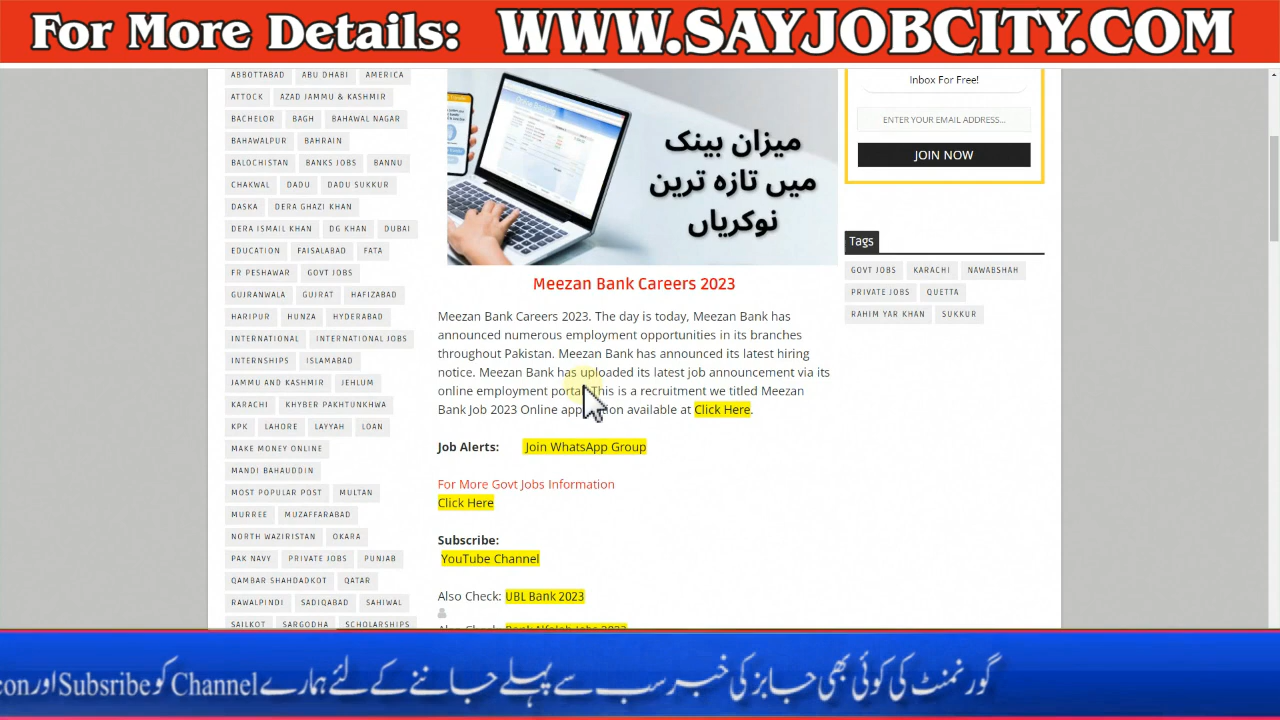 For More Details: WWW.SAYJOBCITY.COM
ABBOTTABAD ABU DHABI AMERICA
ATTOCK AZAD JAMMU & KASHMIR
BACHELOR BAGH BAHAWAL NAGAR
BAHAWALPUR BAHRAIN
BALOCHISTAN BANKS JOBS BANNU
CHAKWAL DADU DADU SUKKUR
DASKA DERA GHAZI KHAN
DERA ISMAIL KHAN DG KHAN DUBAI
EDUCATION FAISALABAD FATA
FR PESHAWAR GOVT JOBS
GUJRANWALA GUJRAT HAFIZABAD
HARIPUR HUNZA HYDERABAD
INTERNATIONAL INTERNATIONAL JOBS
INTERNSHIPS ISLAMABAD
JAMMU AND KASHMIR JEHLUM
KARACHI KHYBER PAKHTUNKHWA
KPK LAHORE LAYYAH LOAN
MAKE MONEY ONLINE
MANDI BAHAUDDIN
MOST POPULAR POST MULTAN
MURREE MUZAFFARABAD
NORTH WAZIRISTAN OKARA
PAK NAVY PRIVATE JOBS PUNJAB
QAMBAR SHAHDADKOT QATAR
RAWALPINDI SADIQABAD SAHIWAL
SAILKOT SARGODHA SCHOLARSHIPS
میزان بینک
میں تازہ ترین
نوکریاں
Meezan Bank Careers 2023
Meezan Bank Careers 2023. The day is today, Meezan Bank has
announced numerous employment opportunities in its branches
throughout Pakistan. Meezan Bank has announced its latest hiring
notice. Meezan Bank has uploaded its latest job announcement via its
online employment portal. This is a recruitment we titled Meezan
Bank Job 2023 Online application available at Click Here.
Job Alerts: Join WhatsApp Group
For More Govt Jobs Information
Click Here
Subscribe:
YouTube Channel
Also Check: UBL Bank 2023
Also Check: Bank Alfalah Jobs 2023
Inbox For Free!
ENTER YOUR EMAIL ADDRESS...
JOIN NOW
Tags
GOVT JOBS KARACHI NAWABSHAH
PRIVATE JOBS QUETTA
RAHIM YAR KHAN SUKKUR
گورنمنٹ کی کوئی بھی جابز کی خبر سب سے پہلے جاننے کے لئے ہمارے Channel کو Subsribe اور